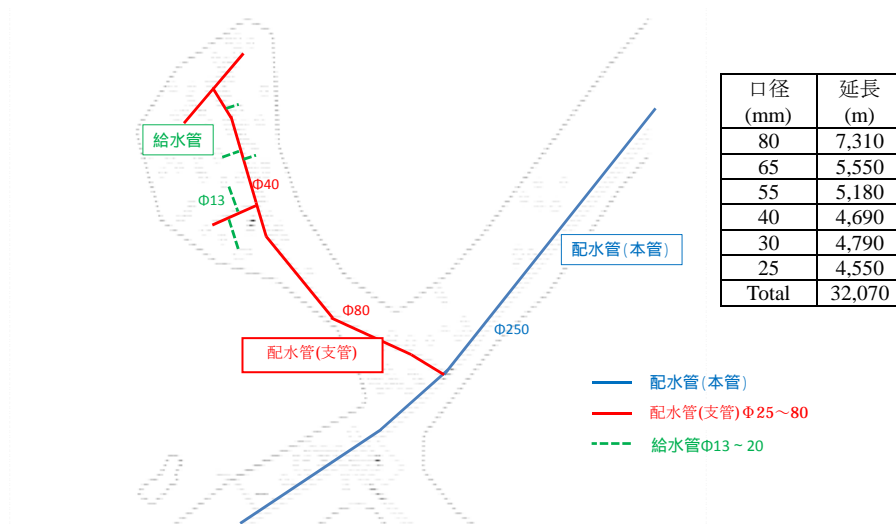 給水管
Φ13
Φ40
Φ80
配水管(支管)
配水管(本管)
Φ250
口径 延長
(mm) (m)
80 7,310
65 5,550
55 5,180
40 4,690
30 4,790
25 4,550
Total 32,070
配水管(本管)
配水管(支管)Φ25～80
給水管Φ13～20